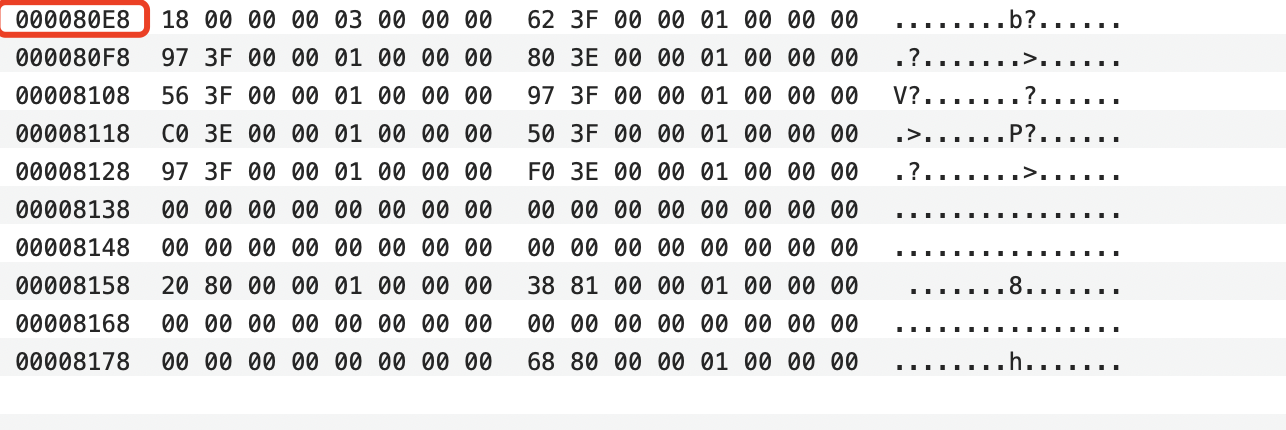 000080E8 18 00 00 00 03 00 00 00 62 3F 00 00 01 00 00 00 ........b?......
000080F8 97 3F 00 00 01 00 00 00 80 3E 00 00 01 00 00 00 .?.......>......
00008108 56 3F 00 00 01 00 00 00 97 3F 00 00 01 00 00 00 V?.......?......
00008118 C0 3E 00 00 01 00 00 00 50 3F 00 00 01 00 00 00 .>......P?......
00008128 97 3F 00 00 01 00 00 00 F0 3E 00 00 01 00 00 00 .?.......>......
00008138 00 00 00 00 00 00 00 00 00 00 00 00 00 00 00 00 ................
00008148 00 00 00 00 00 00 00 00 00 00 00 00 00 00 00 00 ................
00008158 20 80 00 00 01 00 00 00 38 81 00 00 01 00 00 00  .......8.......
00008168 00 00 00 00 00 00 00 00 00 00 00 00 00 00 00 00 ................
00008178 00 00 00 00 00 00 00 00 68 80 00 00 01 00 00 00 ........h.......